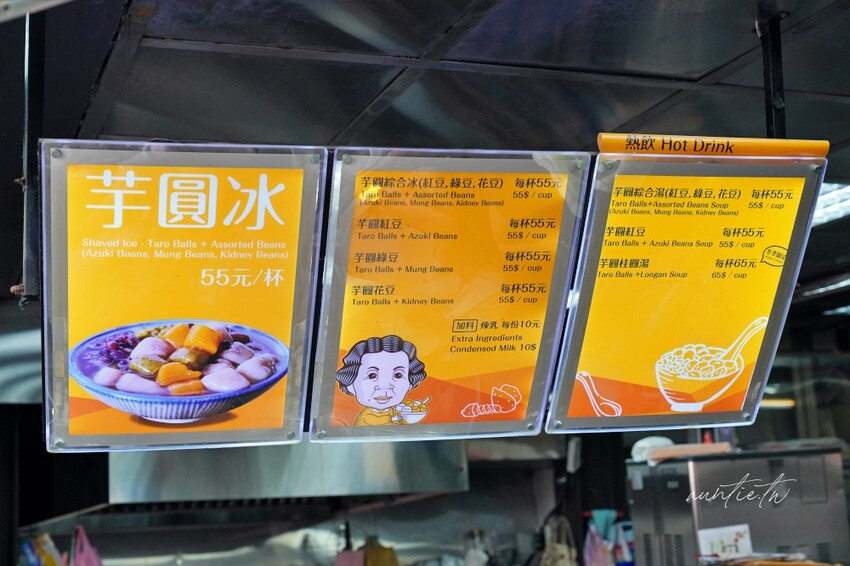 芋圓冰
Shaved Ice - Taro Balls + Assorted Beans
(Azuki Beans, Mung Beans, Kidney Beans)
55元/杯
芋圓綜合冰(紅豆, 綠豆, 花豆) 每杯55元
Taro Balls + Assorted Beans 55$ / cup
(Azuki Beans, Mung Beans, Kidney Beans)
芋圓紅豆 每杯55元
Taro Balls + Azuki Beans 55$ / cup
芋圓綠豆 每杯55元
Taro Balls + Mung Beans 55$ / cup
芋圓花豆 每杯55元
Taro Balls + Kidney Beans 55$ / cup
加料 煉乳 每份10元
Extra Ingredients
Condensed Milk 10$
熱飲 Hot Drink
芋圓綜合湯(紅豆, 綠豆, 花豆) 每杯55元
Taro Balls+Assorted Beans Soup 55$ / cup
(Azuki Beans, Mung Beans, Kidney Beans)
芋圓紅豆 每杯55元
Taro Balls + Azuki Beans Soup 55$ / cup
芋圓桂圓湯 每杯65元
Taro Balls +Longan Soup 65$ / cup
auntie.tw